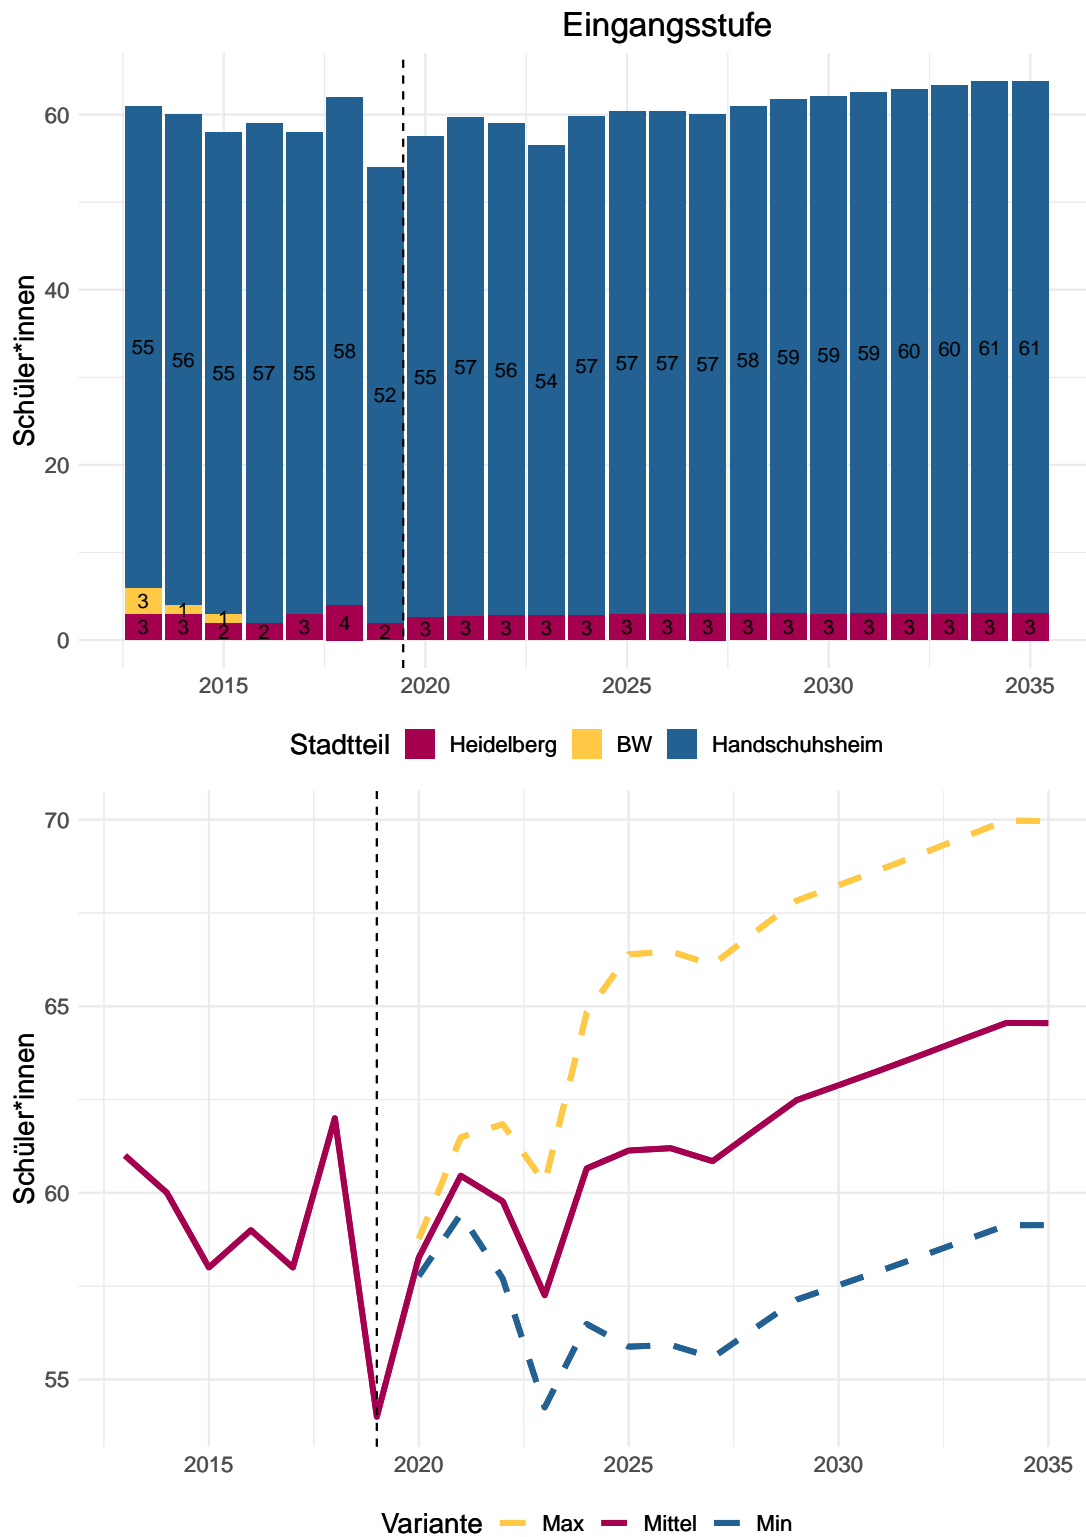 Eingangsstufe
Schüler*innen
60
40
20
0
55 56 55 57 55 58 52 55 57 56 54 57 57 57 57 58 59 59 59 60 60 61 61
3 1 1
3 3 2 2 3 4 2 3 3 3 3 3 3 3 3 3 3 3 3 3 3 3 3
2015 2020 2025 2030 2035
Stadtteil Heidelberg BW Handschuhsheim
Schüler*innen
70
65
60
55
2015 2020 2025 2030 2035
Variante Max Mittel Min